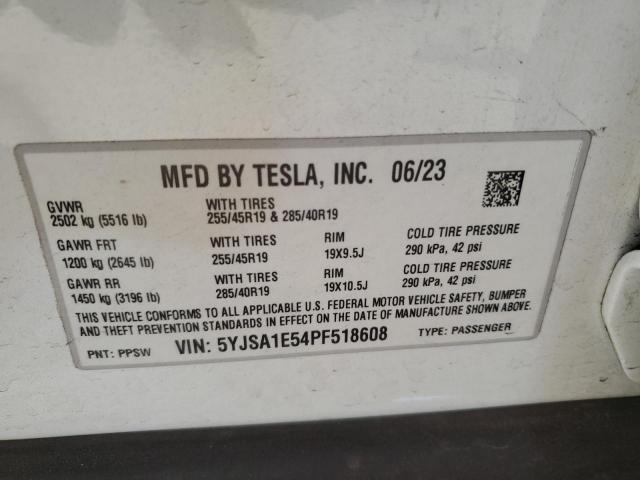 MFD BY TESLA, INC. 06/23
GVWR
2502 kg (5516 lb)
WITH TIRES
255/45R19 & 285/40R19
GAWR FRT
1200 kg (2645 lb)
WITH TIRES
255/45R19
RIM
19X9.5J
COLD TIRE PRESSURE
290 kPa, 42 psi
GAWR RR
1450 kg (3196 lb)
WITH TIRES
285/40R19
RIM
19X10.5J
COLD TIRE PRESSURE
290 kPa, 42 psi
THIS VEHICLE CONFORMS TO ALL APPLICABLE U.S. FEDERAL MOTOR VEHICLE SAFETY, BUMPER
AND THEFT PREVENTION STANDARDS IN EFFECT ON THE DATE OF MANUFACTURE SHOWN ABOVE.
PNT: PPSW VIN: 5YJSA1E54PF518608 TYPE: PASSENGER